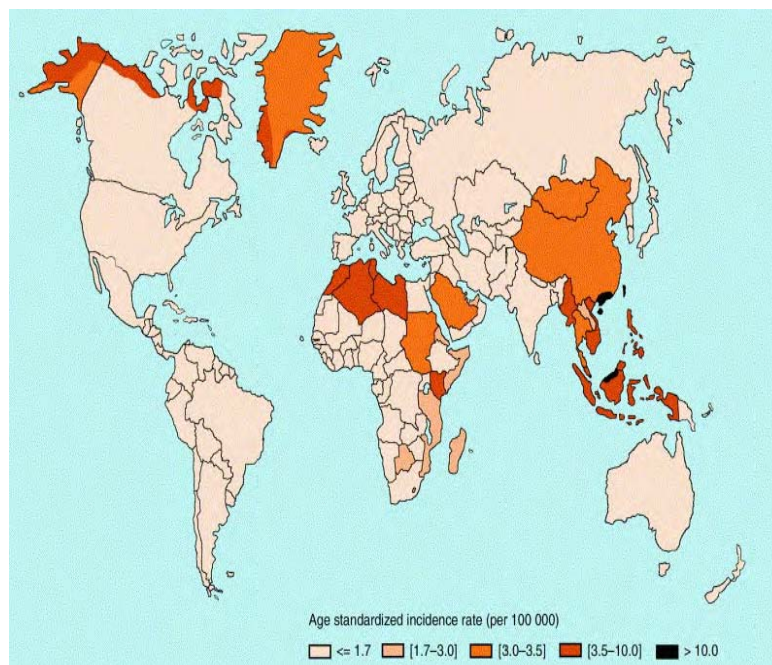 Age standardized incidence rate (per 100 000)
<= 1.7 [1.7–3.0] [3.0–3.5] [3.5–10.0] > 10.0